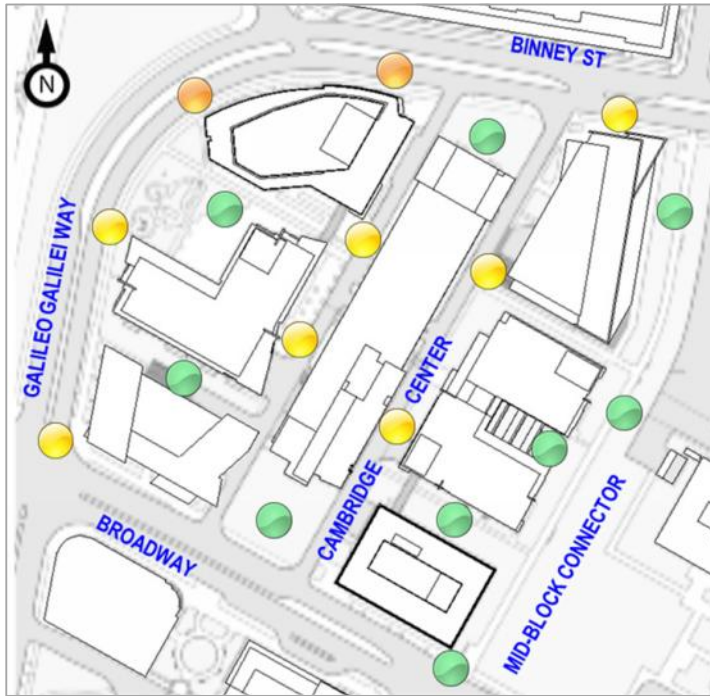 BINNEY ST
N
GALILEO GALILEI WAY
CAMBRIDGE
CENTER
BROADWAY
MID-BLOCK CONNECTOR